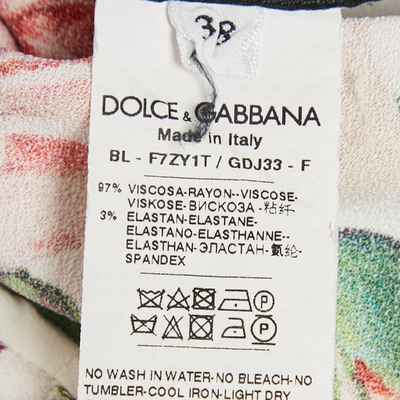 38
DOLCE & GABBANA
Made in Italy
BL - F7ZY1T / GDJ33 - F
97% VISCOSA-RAYON--VISCOSE-
VISKOSE-ВИСКОЗА-粘纤
3% ELASTAN-ELASTANE-
ELASTANO-ELASTHANNE--
ELASTHAN-ЭЛАСТАН-氨纶-
SPANDEX
P
P
NO WASH IN WATER-NO BLEACH-NO
TUMBLER-COOL IRON-LIGHT DRY